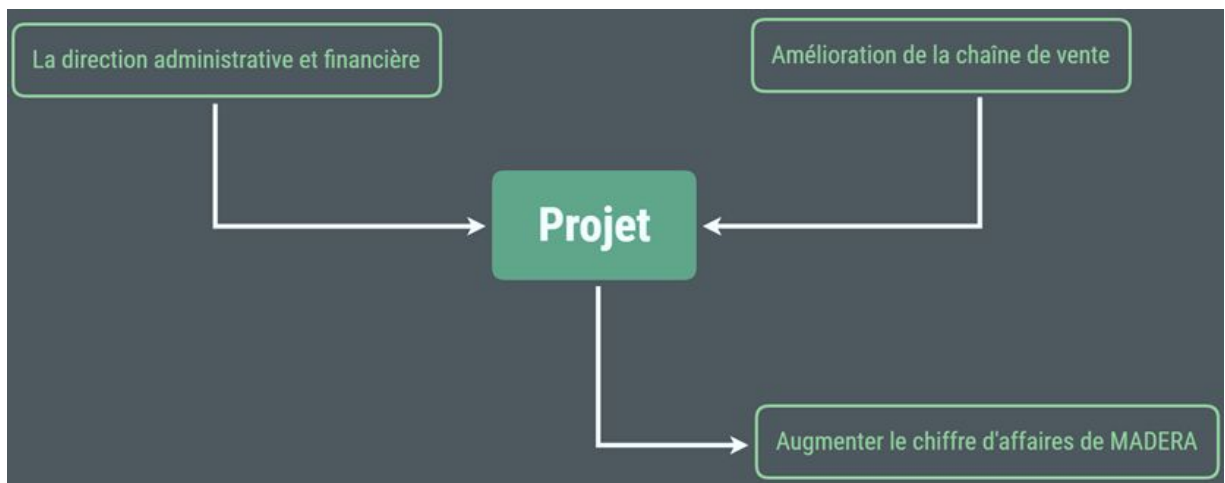 La direction administrative et financière
Amélioration de la chaîne de vente
Projet
Augmenter le chiffre d'affaires de MADERA